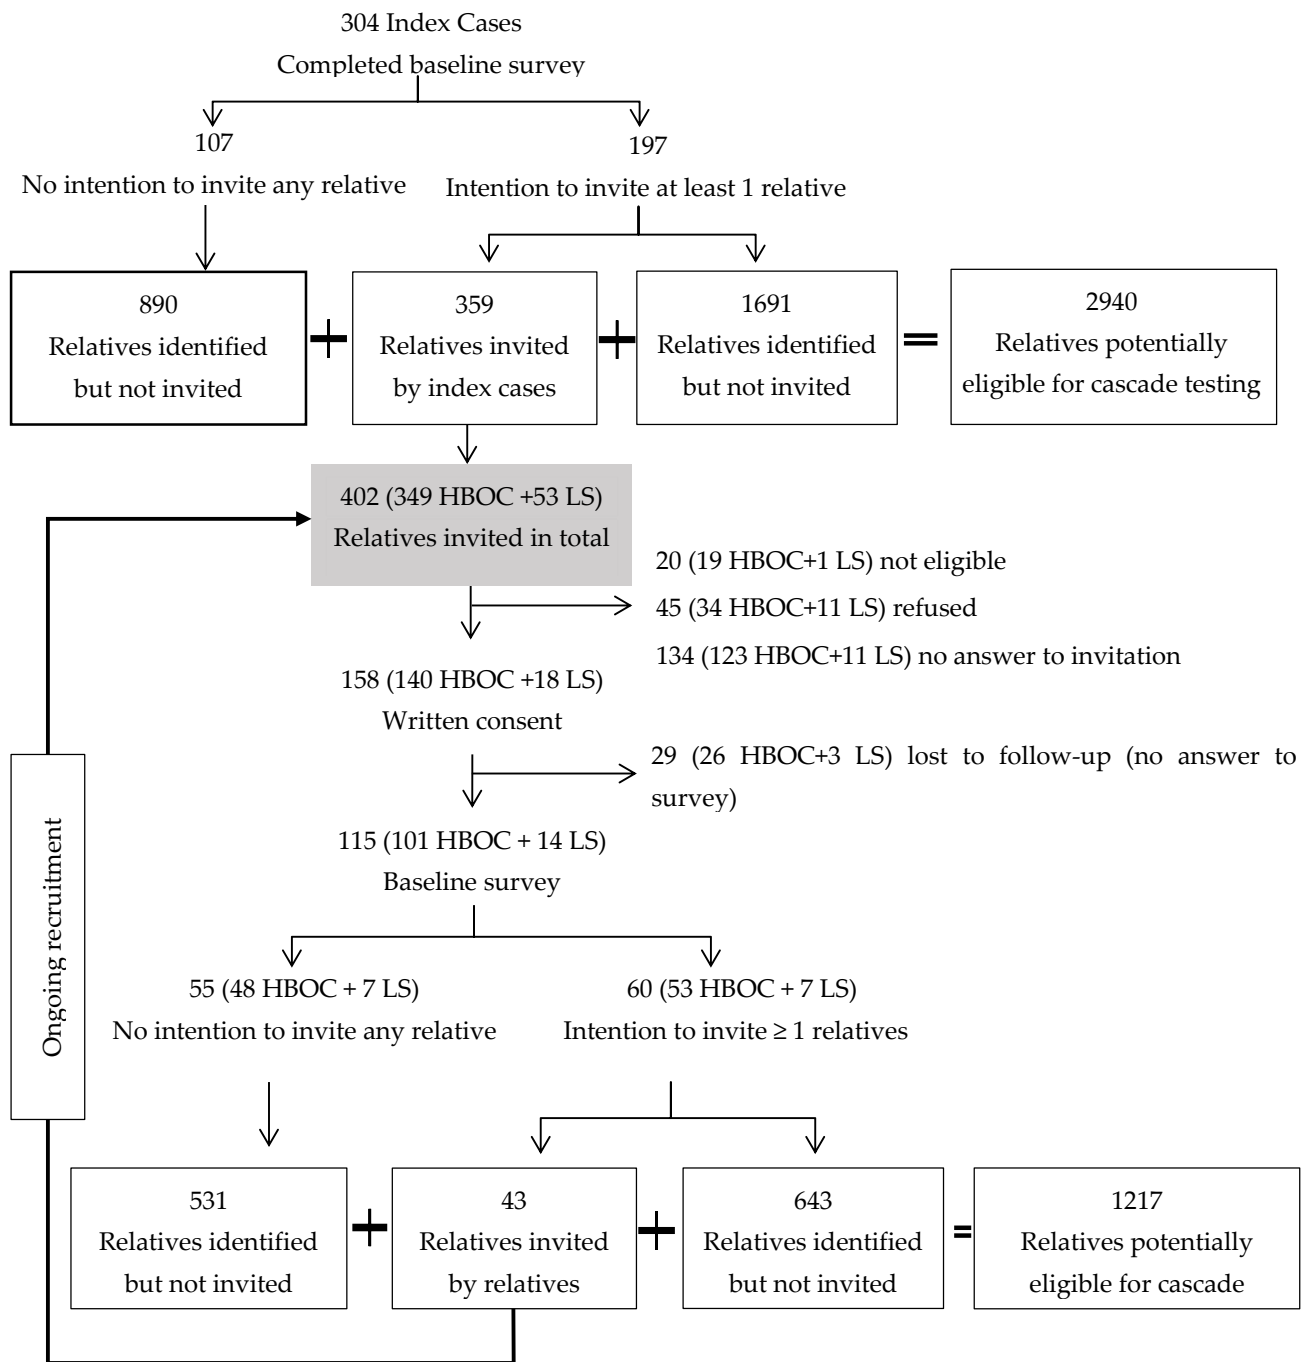 304 Index Cases
Completed baseline survey
107
No intention to invite any relative
197
Intention to invite at least 1 relative
890
Relatives identified
but not invited
+
359
Relatives invited
by index cases
+
1691
Relatives identified
but not invited
=
2940
Relatives potentially
eligible for cascade testing
402 (349 HBOC +53 LS)
Relatives invited in total
20 (19 HBOC+1 LS) not eligible
45 (34 HBOC+11 LS) refused
134 (123 HBOC+11 LS) no answer to invitation
158 (140 HBOC +18 LS)
Written consent
29 (26 HBOC+3 LS) lost to follow-up (no answer to
survey)
115 (101 HBOC + 14 LS)
Baseline survey
Ongoing recruitment
55 (48 HBOC + 7 LS)
No intention to invite any relative
60 (53 HBOC + 7 LS)
Intention to invite ≥ 1 relatives
531
Relatives identified
but not invited
+
43
Relatives invited
by relatives
+
643
Relatives identified
but not invited
=
1217
Relatives potentially
eligible for cascade